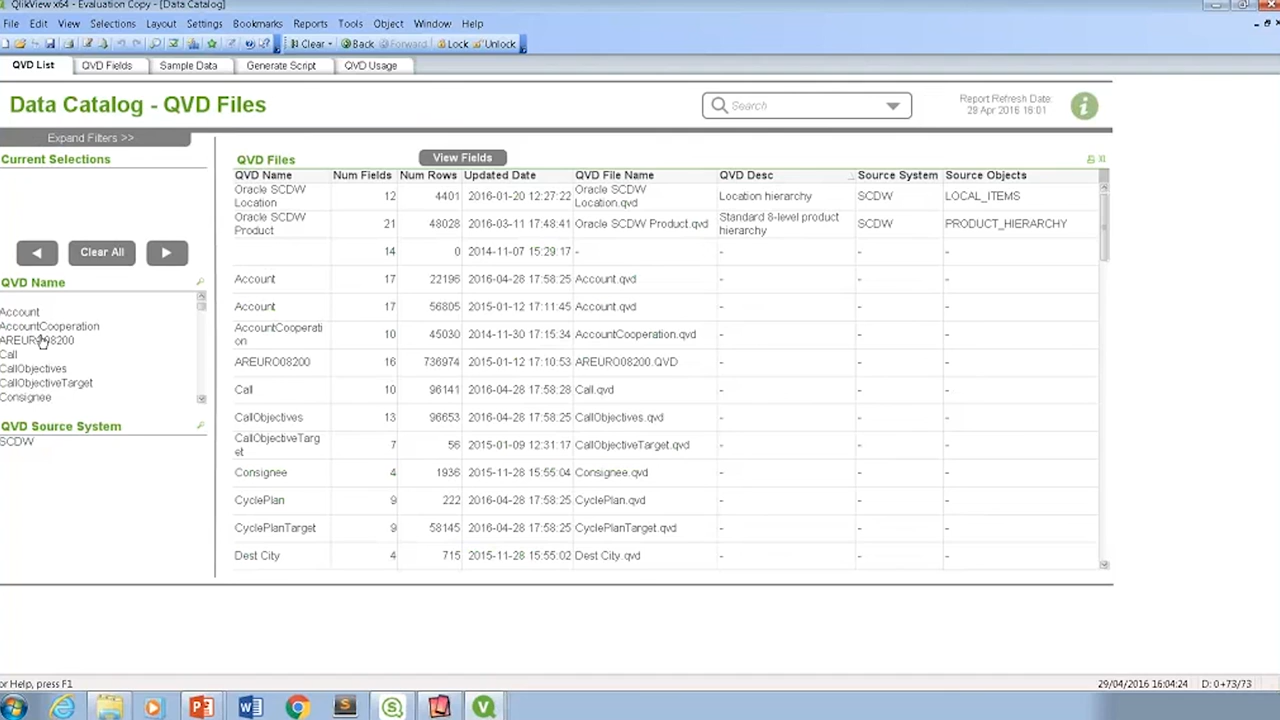 QlikView x64 - Evaluation Copy - [Data Catalog]
File Edit View Selections Layout Settings Bookmarks Reports Tools Object Window Help
Clear Back Forward Lock Unlock
QVD List QVD Fields Sample Data Generate Script QVD Usage
Data Catalog - QVD Files
Search
Report Refresh Date:
29 Apr 2016 16:01
Expand Filters >>
Current Selections
Clear All
QVD Name
Account
AccountCooperation
AREURO08200
Call
CallObjectives
CallObjectiveTarget
Consignee
QVD Source System
SCDW
QVD Files View Fields XL
QVD Name Num Fields Num Rows Updated Date QVD File Name QVD Desc Source System Source Objects
Oracle SCDW Location 12 4401 2016-01-20 12:27:22 Oracle SCDW Location.qvd Location hierarchy SCDW LOCAL_ITEMS
Oracle SCDW Product 21 48028 2016-03-11 17:48:41 Oracle SCDW Product.qvd Standard 8-level product hierarchy SCDW PRODUCT_HIERARCHY
14 0 2014-11-07 15:29:17 - - - -
Account 17 22196 2016-04-28 17:58:25 Account.qvd - - -
Account 17 56805 2015-01-12 17:11:45 Account.qvd - - -
AccountCooperation 10 45030 2014-11-30 17:15:34 AccountCooperation.qvd - - -
AREURO08200 16 736974 2015-01-12 17:10:53 AREURO08200.QVD - - -
Call 10 96141 2016-04-28 17:58:28 Call.qvd - - -
CallObjectives 13 96653 2016-04-28 17:58:25 CallObjectives.qvd - - -
CallObjectiveTarget 7 56 2015-01-09 12:31:17 CallObjectiveTarget.qvd - - -
Consignee 4 1936 2015-11-28 15:55:04 Consignee.qvd - - -
CyclePlan 9 222 2016-04-28 17:58:25 CyclePlan.qvd - - -
CyclePlanTarget 9 58145 2016-04-28 17:58:25 CyclePlanTarget.qvd - - -
Dest City 4 715 2015-11-28 15:55:02 Dest City.qvd - - -
or Help, press F1
29/04/2016 16:04:24 D: 0+73/73